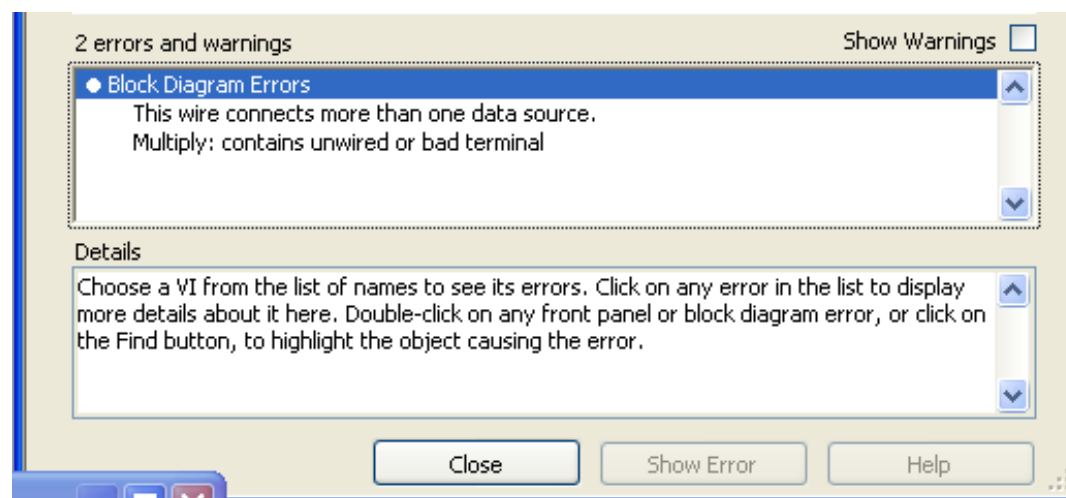 2 errors and warnings
Show Warnings
Block Diagram Errors
This wire connects more than one data source.
Multiply: contains unwired or bad terminal
Details
Choose a VI from the list of names to see its errors. Click on any error in the list to display
more details about it here. Double-click on any front panel or block diagram error, or click on
the Find button, to highlight the object causing the error.
Close
Show Error
Help